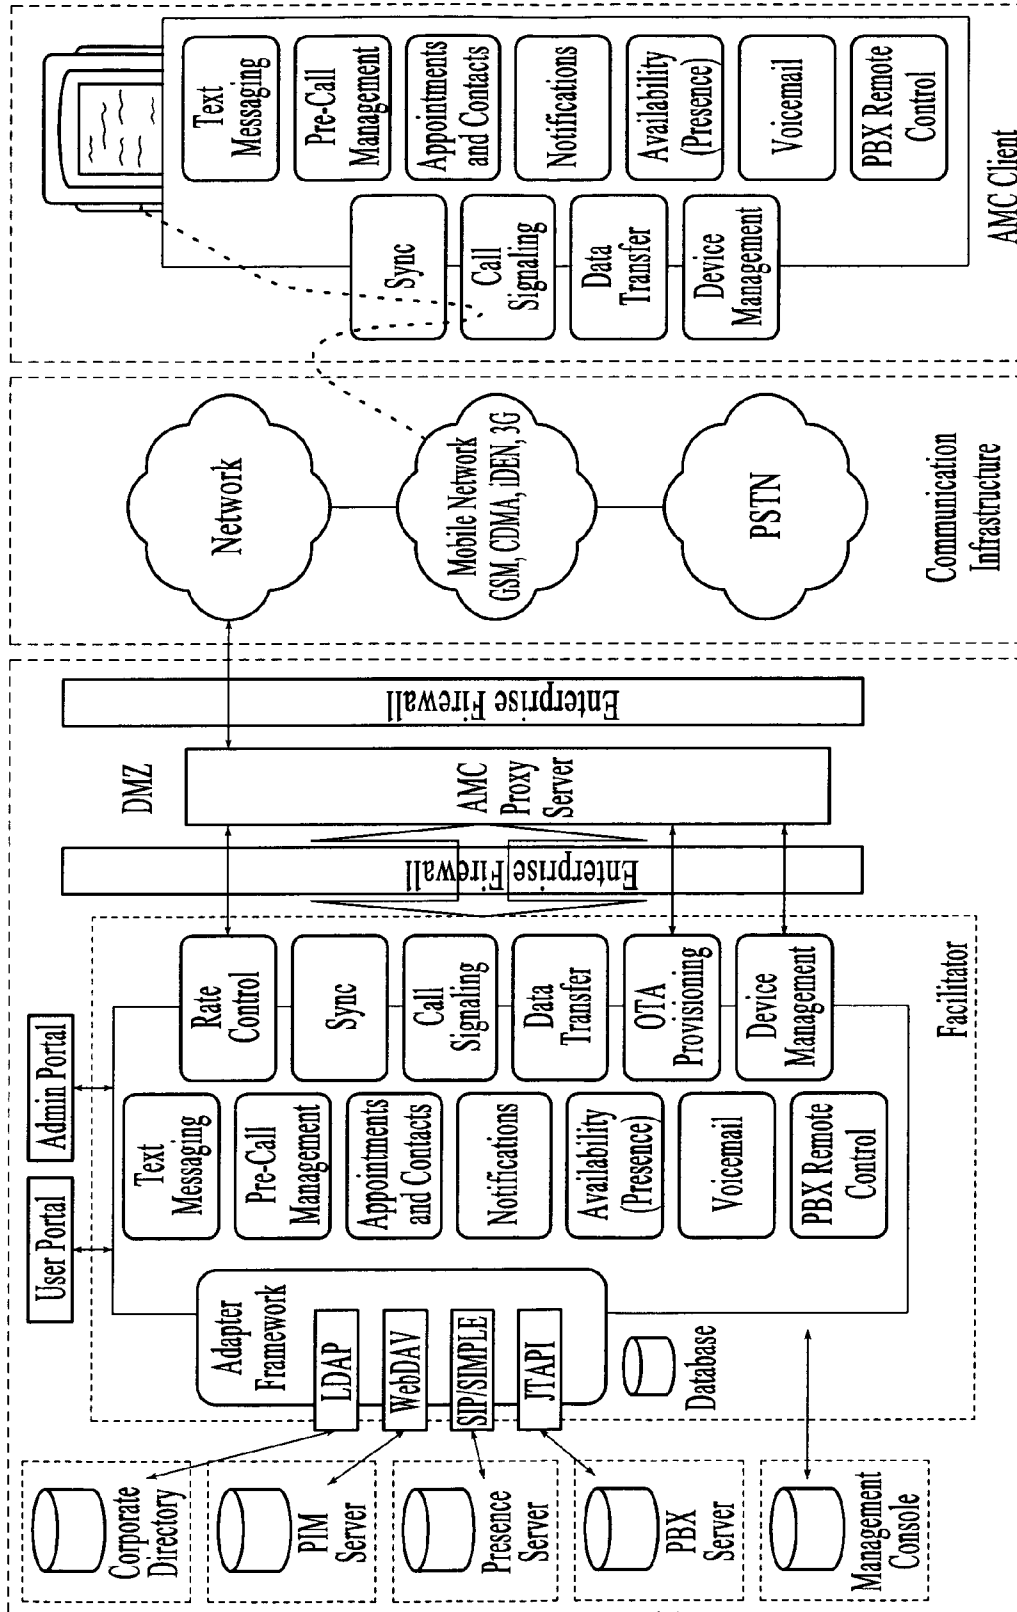 Corporate
Directory
PIM
Server
Presence
Server
PBX
Server
Management
Console
User Portal
Admin Portal
Adapter
Framework
LDAP
WebDAV
SIP/SIMPLE
JTAPI
Database
Text
Messaging
Pre-Call
Management
Appointments
and Contacts
Notifications
Availability
(Presence)
Voicemail
PBX Remote
Control
Rate
Control
Sync
Call
Signaling
Data
Transfer
OTA
Provisioning
Device
Management
Facilitator
Enterprise Firewall
DMZ
AMC
Proxy
Server
Enterprise Firewall
Network
Mobile Network
GSM, CDMA, iDEN, 3G
PSTN
Communication
Infrastructure
Sync
Call
Signaling
Data
Transfer
Device
Management
Text
Messaging
Pre-Call
Management
Appointments
and Contacts
Notifications
Availability
(Presence)
Voicemail
PBX Remote
Control
AMC Client